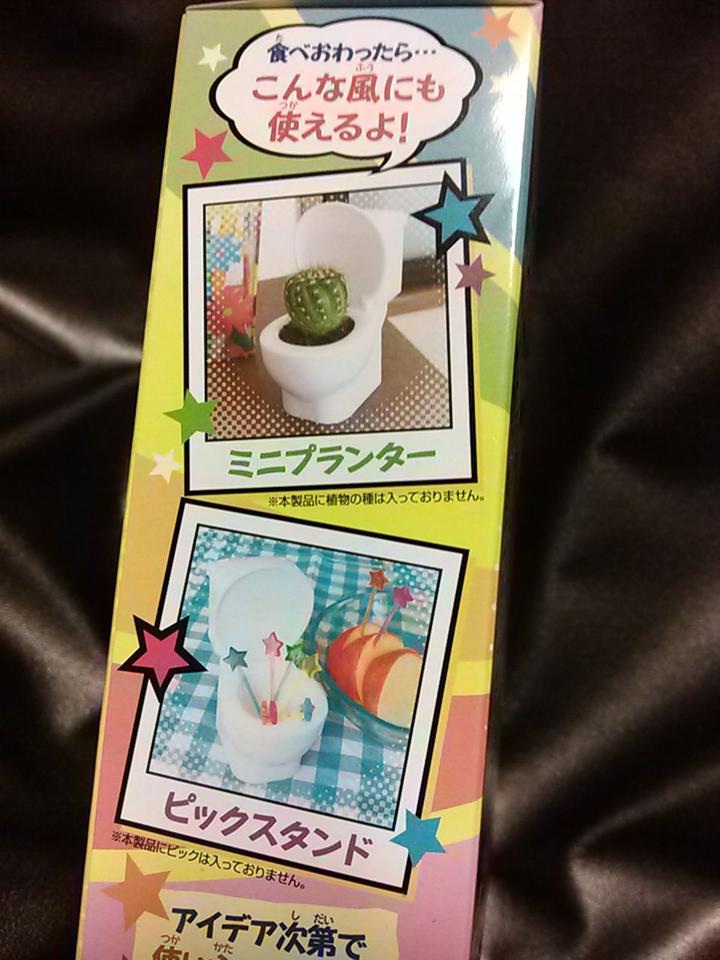 食べおわったら…
こんな風にも
使えるよ!
ミニプランター
※本製品に植物の種は入っておりません。
ピックスタンド
※本製品にピックは入っておりません。
アイデア次第で